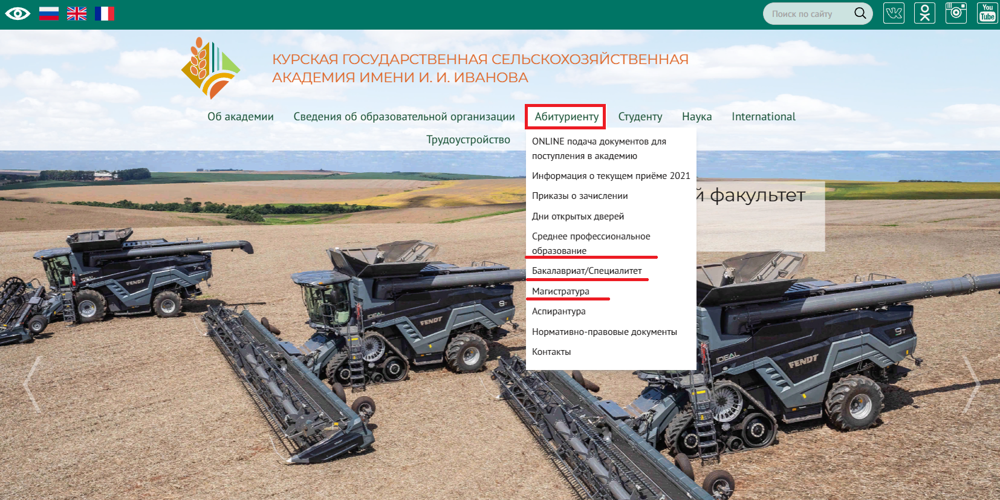 Поиск по сайту
You
Tube
КУРСКАЯ ГОСУДАРСТВЕННАЯ СЕЛЬСКОХОЗЯЙСТВЕННАЯ
АКАДЕМИЯ ИМЕНИ И. И. ИВАНОВА
Об академии Сведения об образовательной организации Абитуриенту Студенту Наука International
Трудоустройство
ONLINE подача документов для
поступления в академию
Информация о текущем приёме 2021
Приказы о зачислении
Дни открытых дверей
Среднее профессиональное
образование
Бакалавриат/Специалитет
Магистратура
Аспирантура
Нормативно-правовые документы
Контакты
й факультет
FENDT
IDEAL
FENDT
8T
IDEAL
FENDT
9T